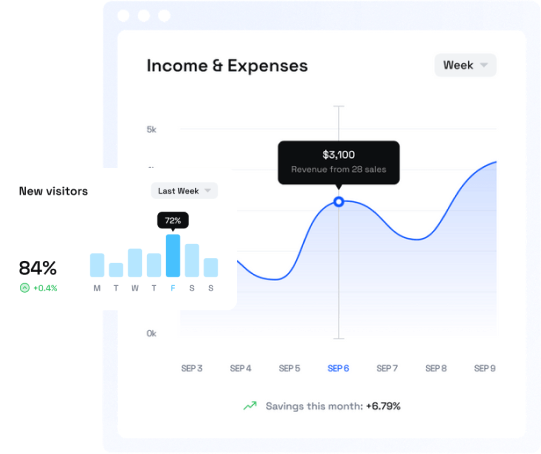 Income & Expenses
Week
5k
$3,100
Revenue from 28 sales
New visitors
Last Week
72%
84%
+0.4%
M T W T F S S
0k
SEP 3 SEP 4 SEP 5 SEP 6 SEP 7 SEP 8 SEP 9
Savings this month: +6.79%